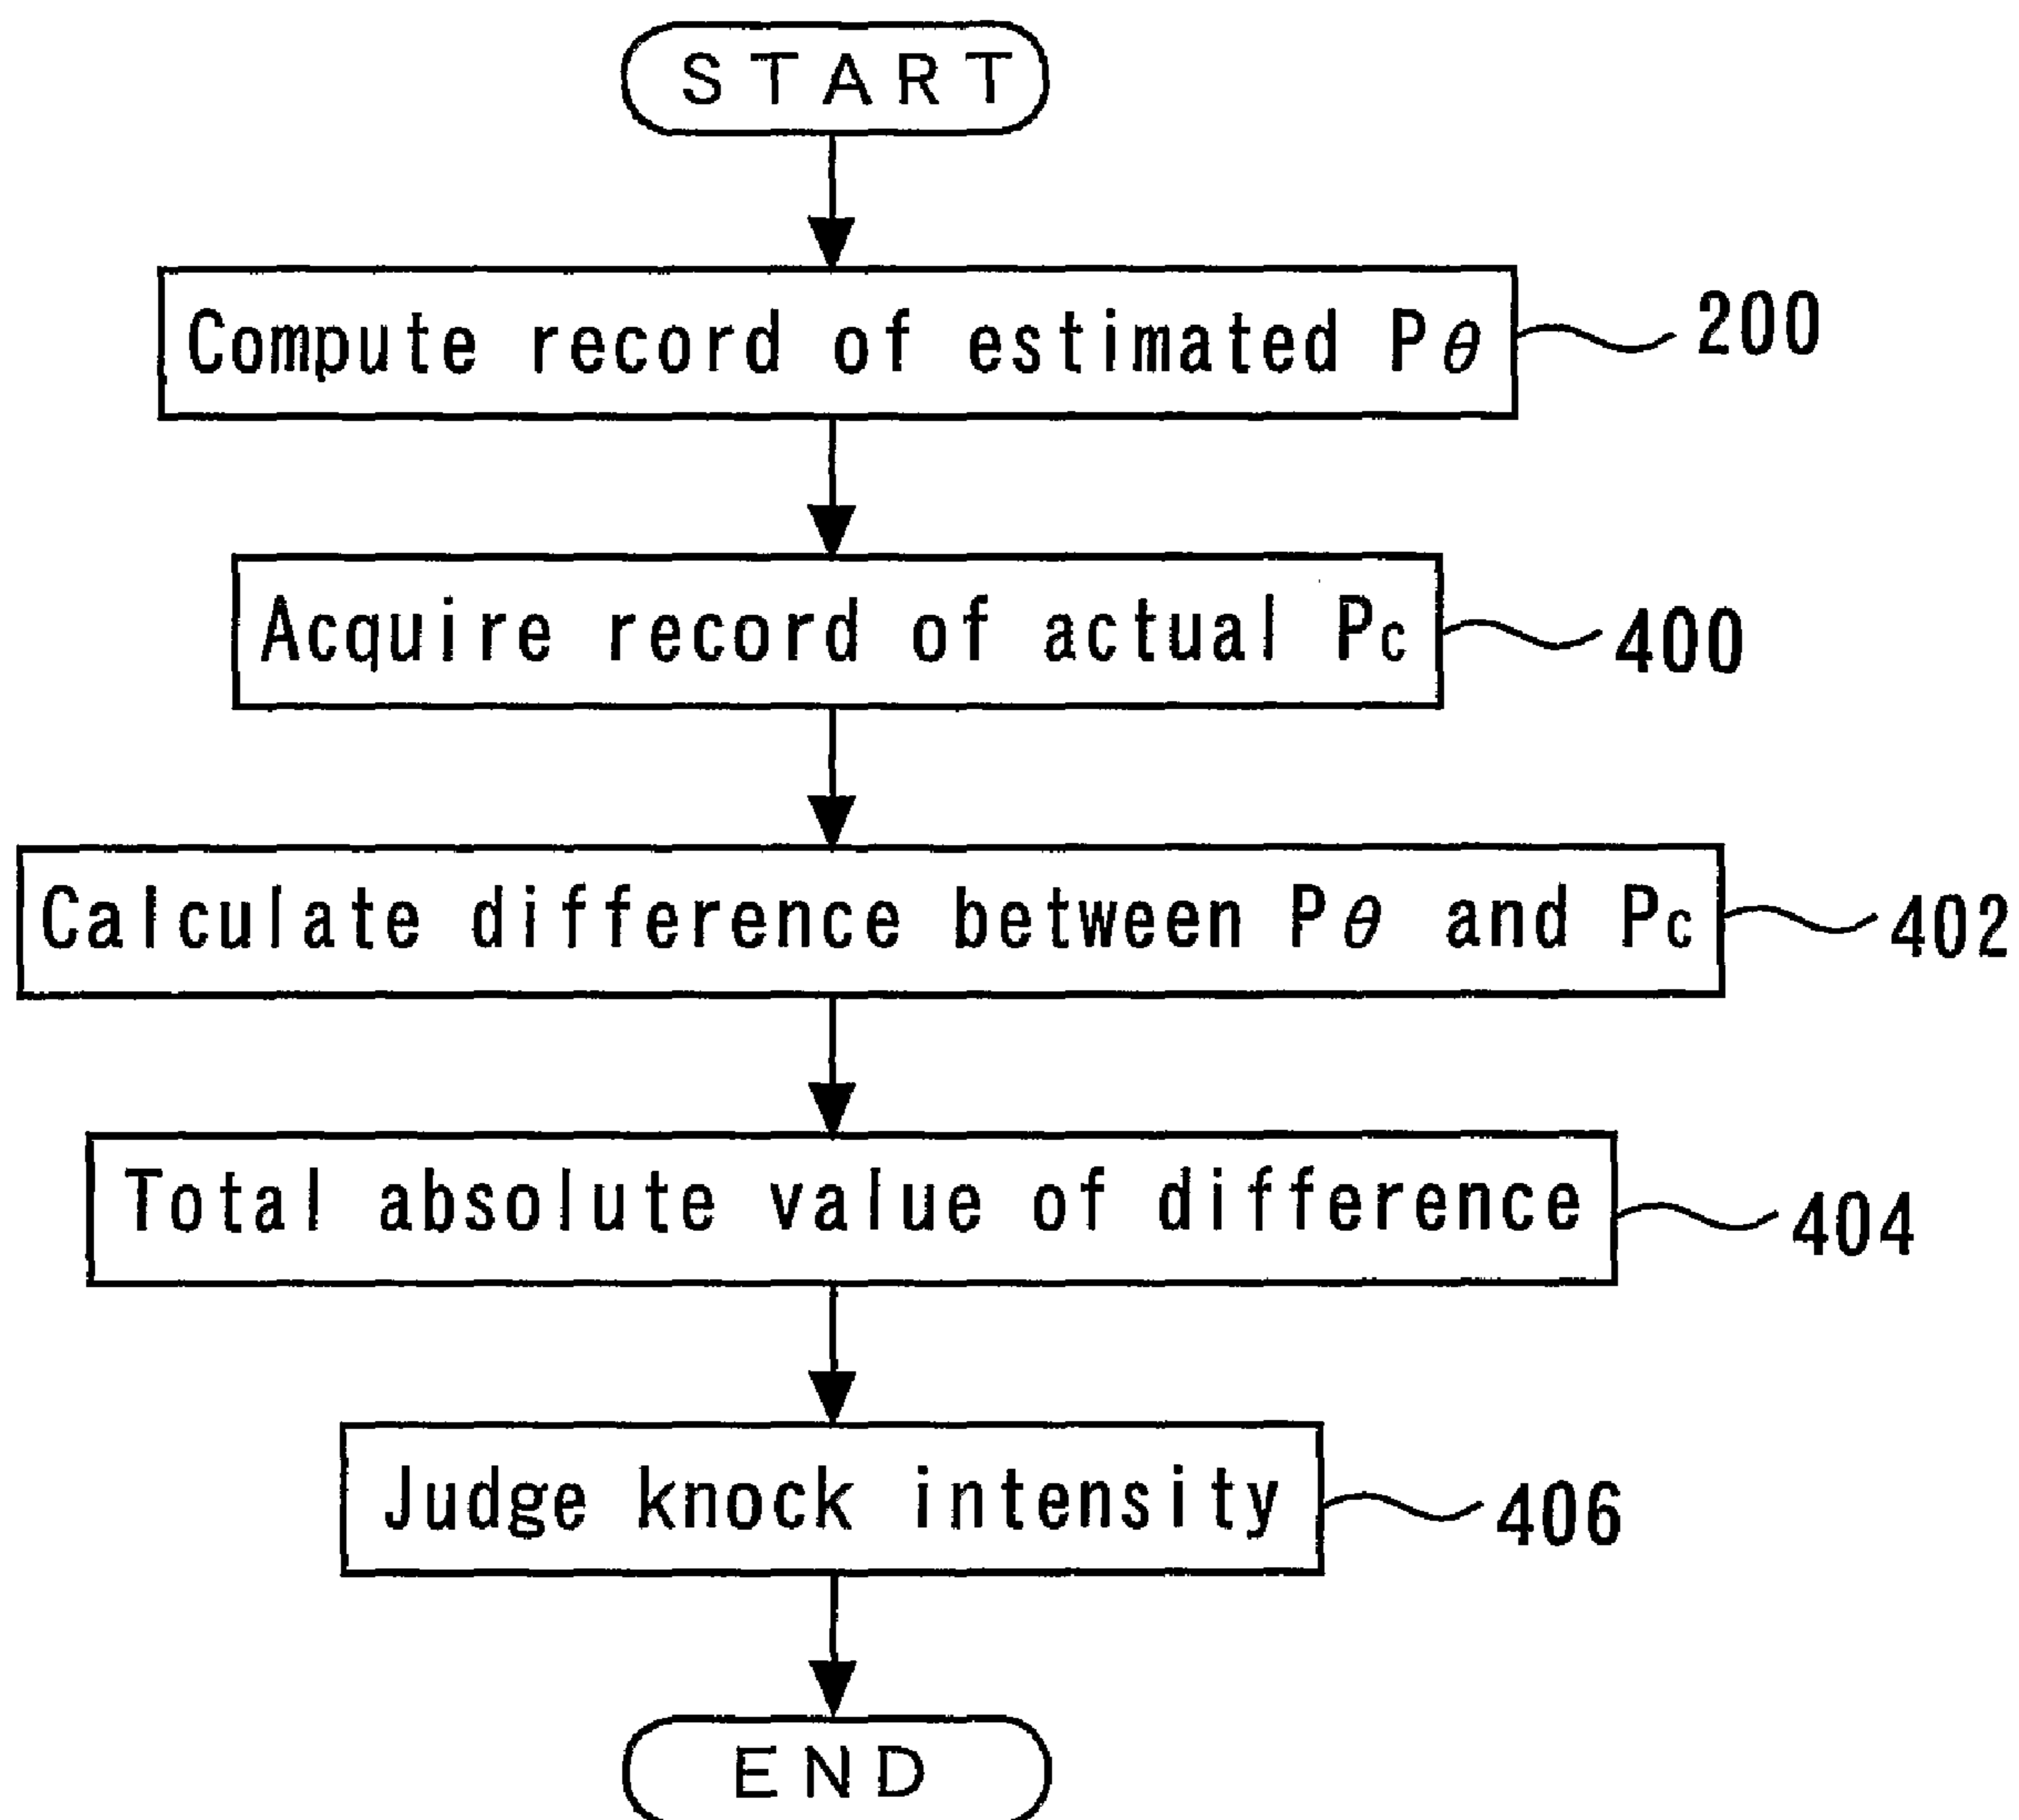 START
Compute record of estimated Pθ
200
Acquire record of actual Pc
400
Calculate difference between Pθ and Pc
402
Total absolute value of difference
404
Judge knock intensity
406
END